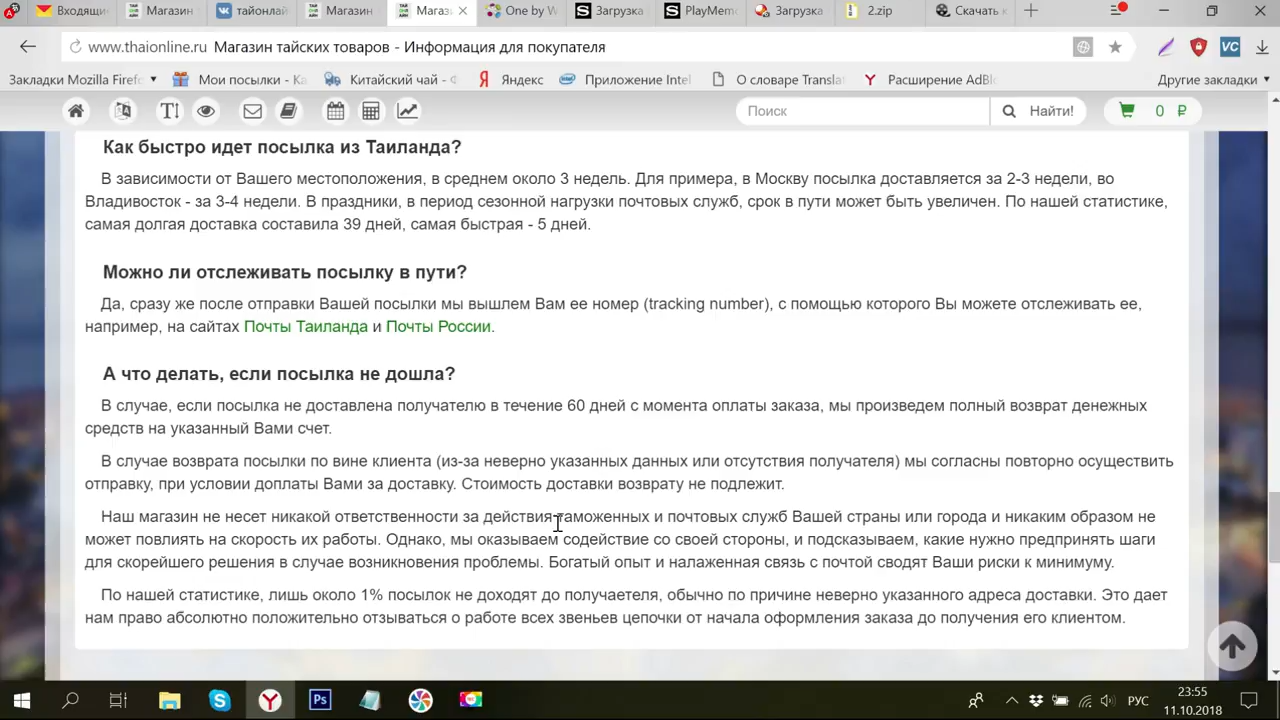 Входящи
Магазин т
тайонлай
Магазин
Магаз
One by W
Загрузка
PlayMemo
Загрузка
2.zip
Скачать к
www.thaionline.ru Магазин тайских товаров - Информация для покупателя
Закладки Mozilla Firef
Мои посылки - Ка
Китайский чай - Ф
Яндекс
Приложение Intel
О словаре Translat
Расширение AdBlo
Другие закладки
Поиск
Найти!
0 ₽
Как быстро идет посылка из Таиланда?
В зависимости от Вашего местоположения, в среднем около 3 недель. Для примера, в Москву посылка доставляется за 2-3 недели, во
Владивосток - за 3-4 недели. В праздники, в период сезонной нагрузки почтовых служб, срок в пути может быть увеличен. По нашей статистике,
самая долгая доставка составила 39 дней, самая быстрая - 5 дней.
Можно ли отслеживать посылку в пути?
Да, сразу же после отправки Вашей посылки мы вышлем Вам ее номер (tracking number), с помощью которого Вы можете отслеживать ее,
например, на сайтах Почты Таиланда и Почты России.
А что делать, если посылка не дошла?
В случае, если посылка не доставлена получателю в течение 60 дней с момента оплаты заказа, мы произведем полный возврат денежных
средств на указанный Вами счет.
В случае возврата посылки по вине клиента (из-за неверно указанных данных или отсутствия получателя) мы согласны повторно осуществить
отправку, при условии доплаты Вами за доставку. Стоимость доставки возврату не подлежит.
Наш магазин не несет никакой ответственности за действия таможенных и почтовых служб Вашей страны или города и никаким образом не
может повлиять на скорость их работы. Однако, мы оказываем содействие со своей стороны, и подсказываем, какие нужно предпринять шаги
для скорейшего решения в случае возникновения проблемы. Богатый опыт и налаженная связь с почтой сводят Ваши риски к минимуму.
По нашей статистике, лишь около 1% посылок не доходят до получаетеля, обычно по причине неверно указанного адреса доставки. Это дает
нам право абсолютно положительно отзываться о работе всех звеньев цепочки от начала оформления заказа до получения его клиентом.
РУС
23:55
11.10.2018